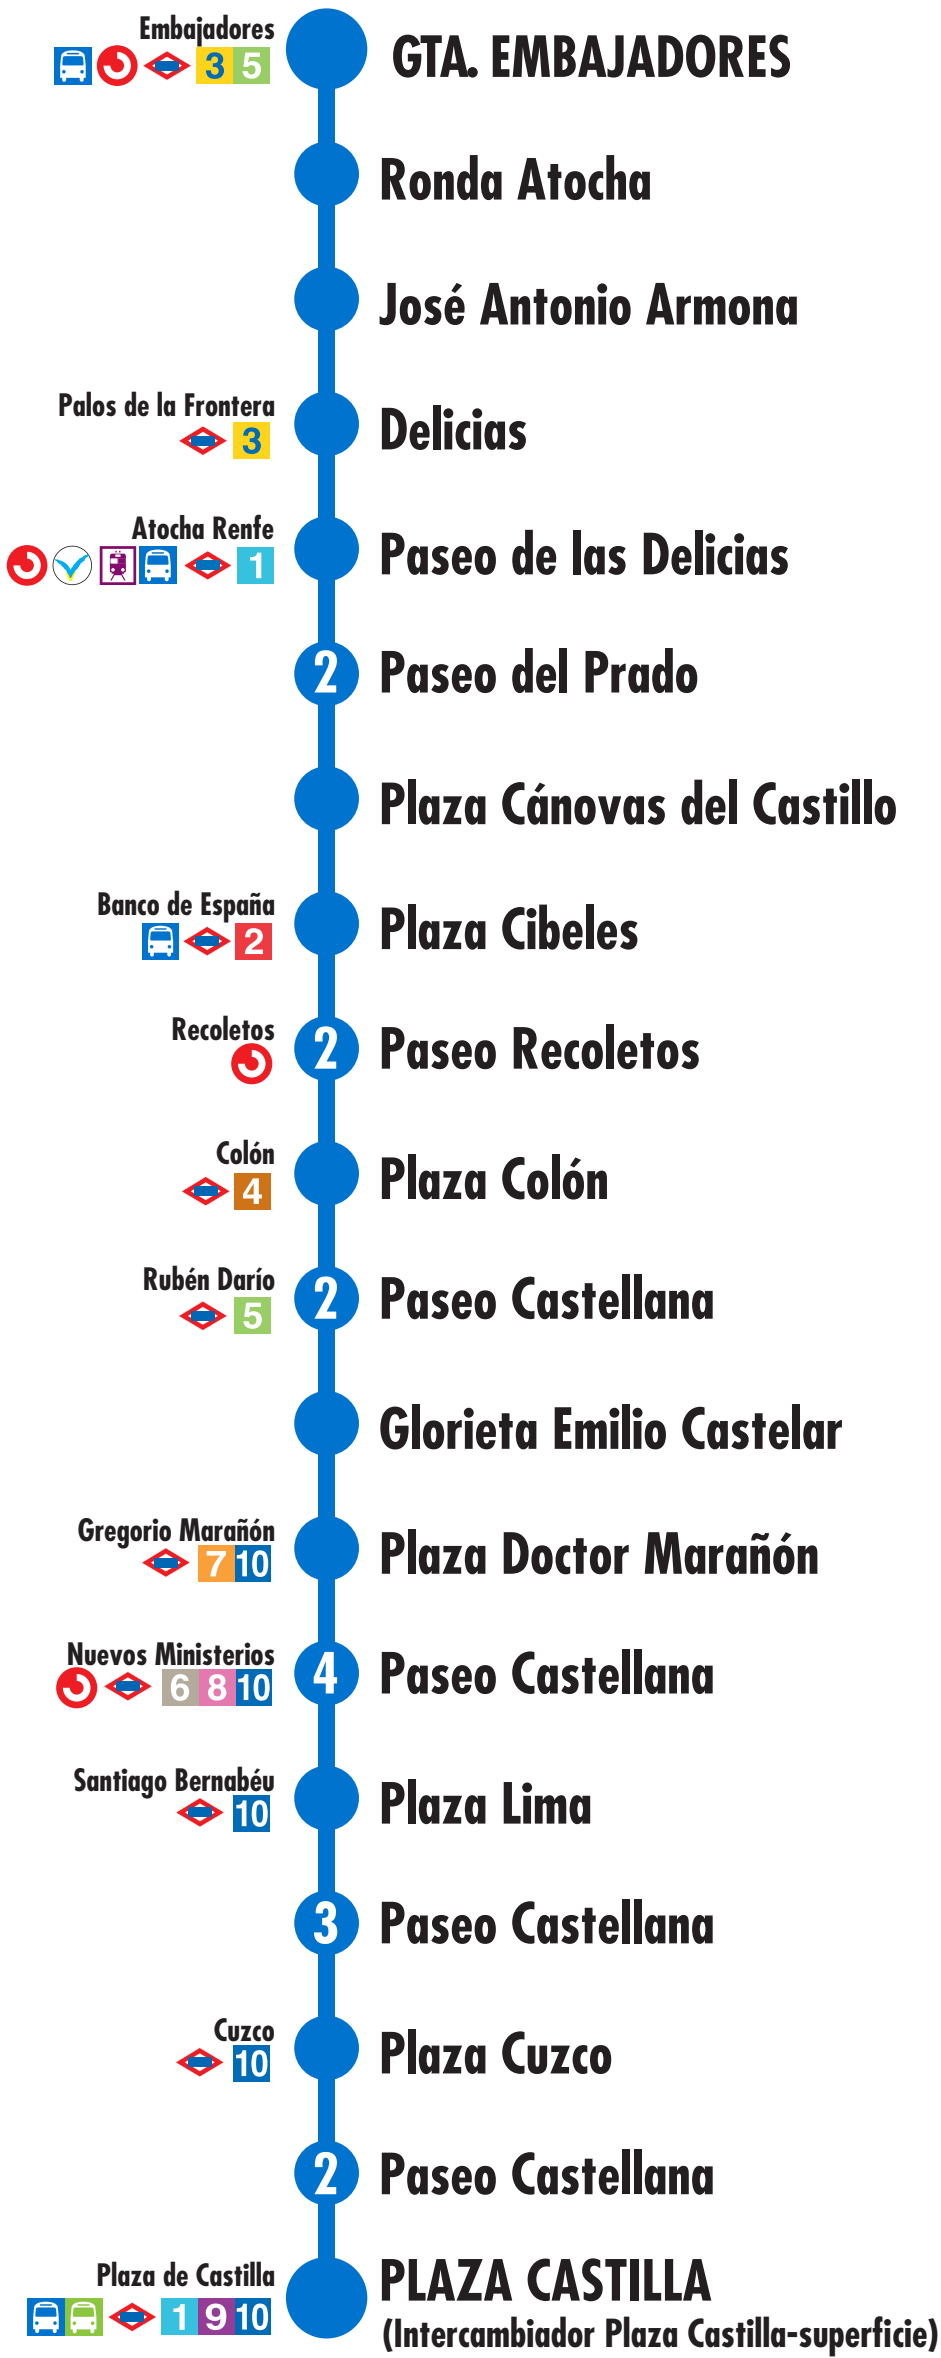 Embajadores
3 5
GTA. EMBAJADORES
Ronda Atocha
José Antonio Armona
Palos de la Frontera
3
Delicias
Atocha Renfe
1
Paseo de las Delicias
2 Paseo del Prado
Plaza Cánovas del Castillo
Banco de España
2
Plaza Cibeles
Recoletos
2 Paseo Recoletos
Colón
4
Plaza Colón
Rubén Darío
5
2 Paseo Castellana
Glorieta Emilio Castelar
Gregorio Marañón
7 10
Plaza Doctor Marañón
Nuevos Ministerios
6 8 10
4 Paseo Castellana
Santiago Bernabéu
10
Plaza Lima
3 Paseo Castellana
Cuzco
10
Plaza Cuzco
2 Paseo Castellana
Plaza de Castilla
1 9 10
PLAZA CASTILLA
(Intercambiador Plaza Castilla-superficie)